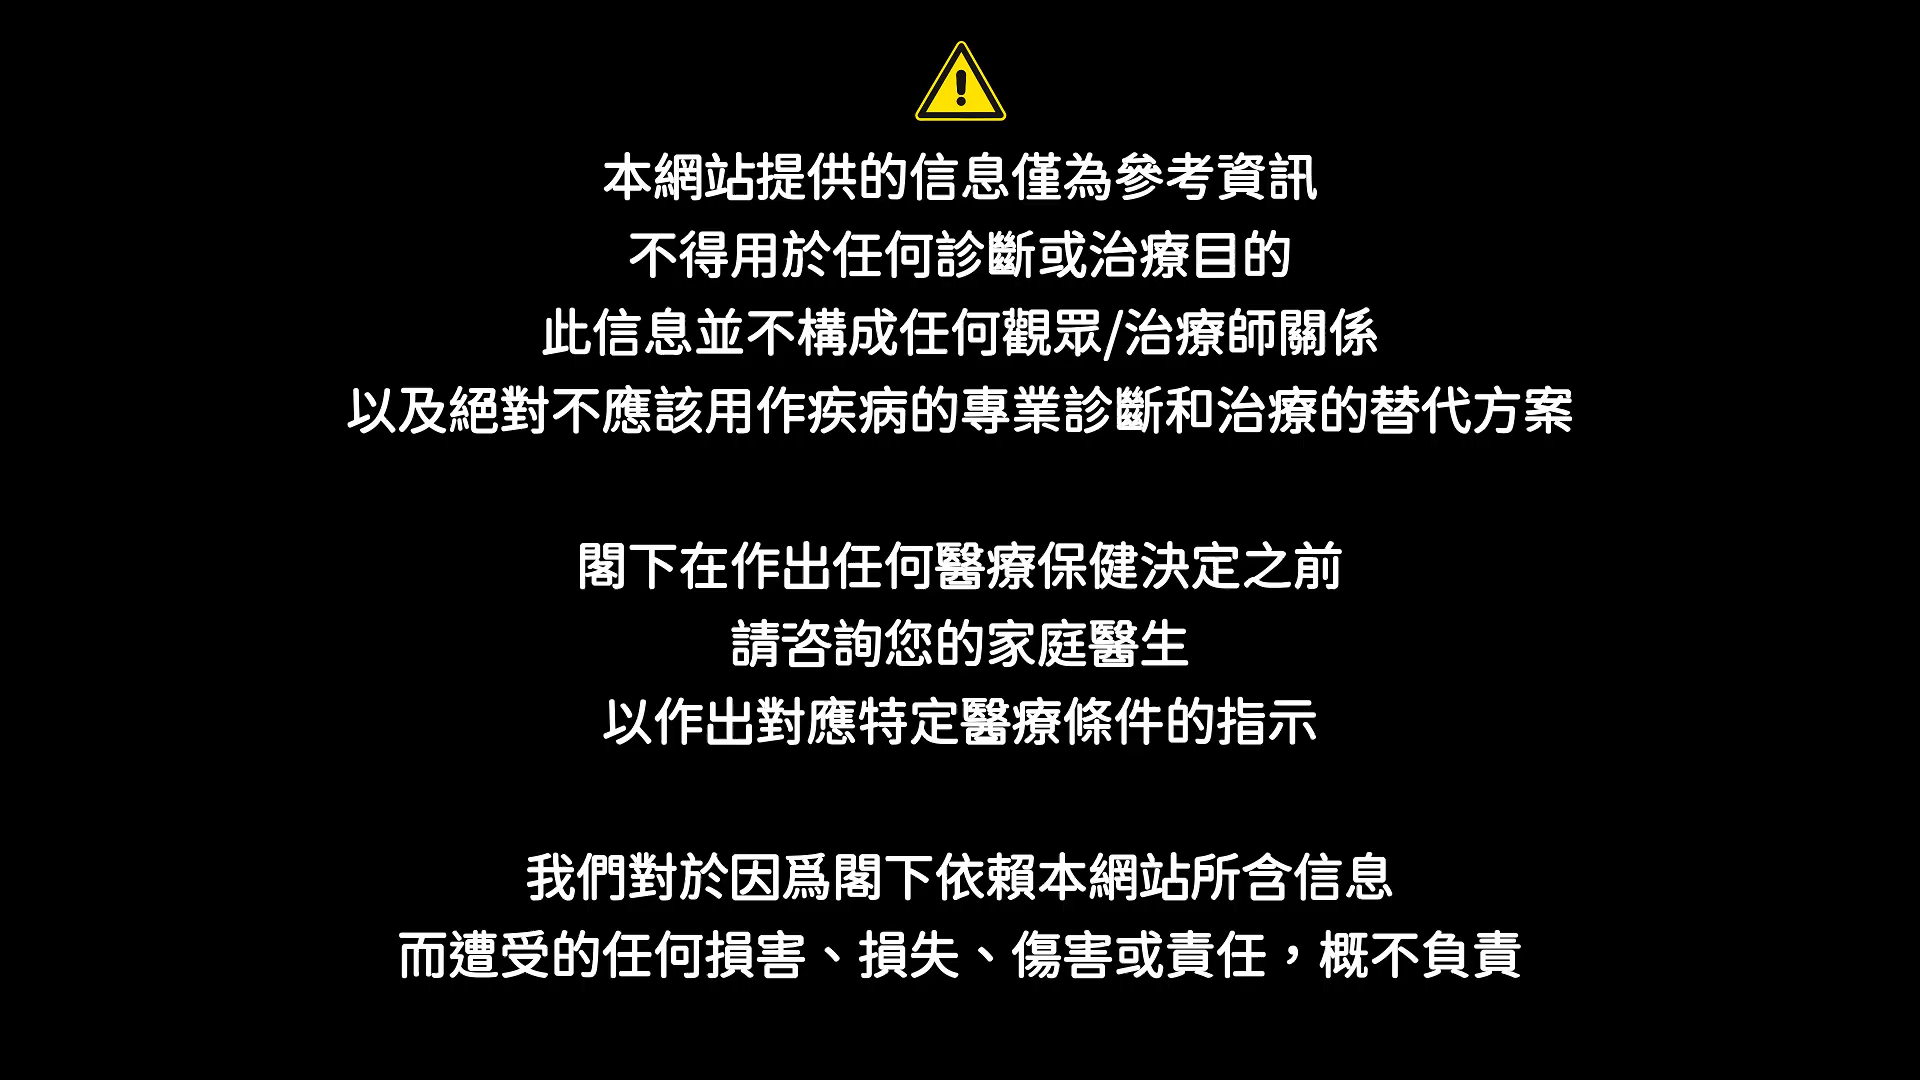 本網站提供的信息僅為參考資訊
不得用於任何診斷或治療目的
此信息並不構成任何觀眾/治療師關係
以及絕對不應該用作疾病的專業診斷和治療的替代方案
閣下在作出任何醫療保健決定之前
請咨詢您的家庭醫生
以作出對應特定醫療條件的指示
我們對於因爲閣下依賴本網站所含信息
而遭受的任何損害、損失、傷害或責任，概不負責